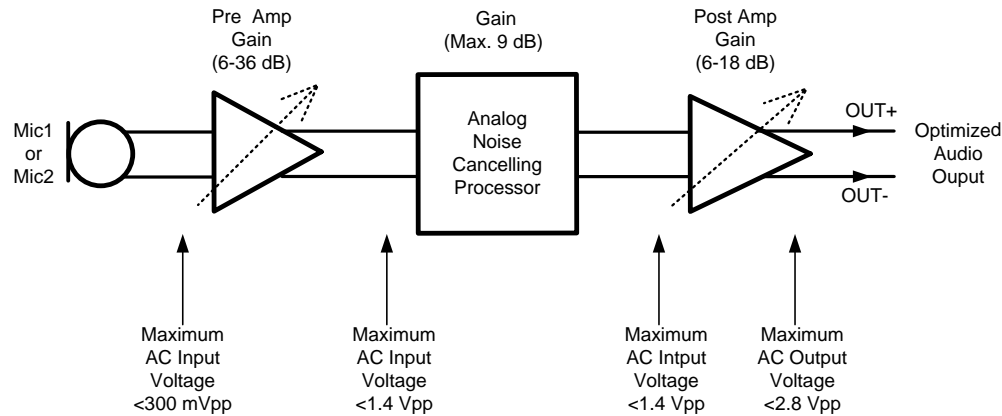 Pre Amp
Gain
(6-36 dB)
Gain
(Max. 9 dB)
Post Amp
Gain
(6-18 dB)
Mic1
or
Mic2
Analog
Noise
Cancelling
Processor
OUT+
OUT-
Optimized
Audio
Ouput
Maximum
AC Input
Voltage
<300 mVpp
Maximum
AC Input
Voltage
<1.4 Vpp
Maximum
AC Intput
Voltage
<1.4 Vpp
Maximum
AC Output
Voltage
<2.8 Vpp